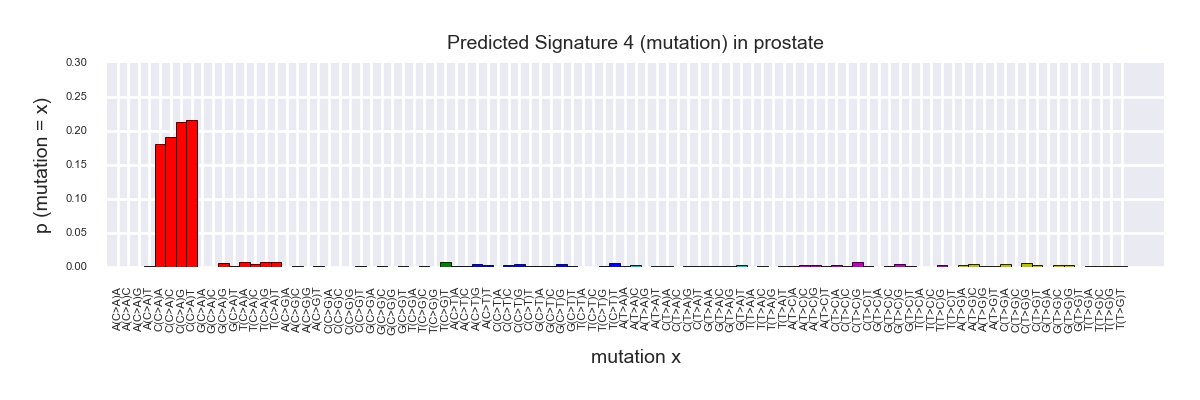 Predicted Signature 4 (mutation) in prostate
p (mutation = x)
0.30
0.25
0.20
0.15
0.10
0.05
0.00
A(C>A)A
A(C>A)C
A(C>A)G
A(C>A)T
C(C>A)A
C(C>A)C
C(C>A)G
C(C>A)T
G(C>A)A
G(C>A)C
G(C>A)G
G(C>A)T
T(C>A)A
T(C>A)C
T(C>A)G
T(C>A)T
A(C>G)A
A(C>G)C
A(C>G)G
A(C>G)T
C(C>G)A
C(C>G)C
C(C>G)G
C(C>G)T
G(C>G)A
G(C>G)C
G(C>G)G
G(C>G)T
T(C>G)A
T(C>G)C
T(C>G)G
T(C>G)T
A(C>T)A
A(C>T)C
A(C>T)G
A(C>T)T
C(C>T)A
C(C>T)C
C(C>T)G
C(C>T)T
G(C>T)A
G(C>T)C
G(C>T)G
G(C>T)T
T(C>T)A
T(C>T)C
T(C>T)G
T(C>T)T
A(T>A)A
A(T>A)C
A(T>A)G
A(T>A)T
C(T>A)A
C(T>A)C
C(T>A)G
C(T>A)T
G(T>A)A
G(T>A)C
G(T>A)G
G(T>A)T
T(T>A)A
T(T>A)C
T(T>A)G
T(T>A)T
A(T>C)A
A(T>C)C
A(T>C)G
A(T>C)T
C(T>C)A
C(T>C)C
C(T>C)G
C(T>C)T
G(T>C)A
G(T>C)C
G(T>C)G
G(T>C)T
T(T>C)A
T(T>C)C
T(T>C)G
T(T>C)T
A(T>G)A
A(T>G)C
A(T>G)G
A(T>G)T
C(T>G)A
C(T>G)C
C(T>G)G
C(T>G)T
G(T>G)A
G(T>G)C
G(T>G)G
G(T>G)T
T(T>G)A
T(T>G)C
T(T>G)G
T(T>G)T
mutation x